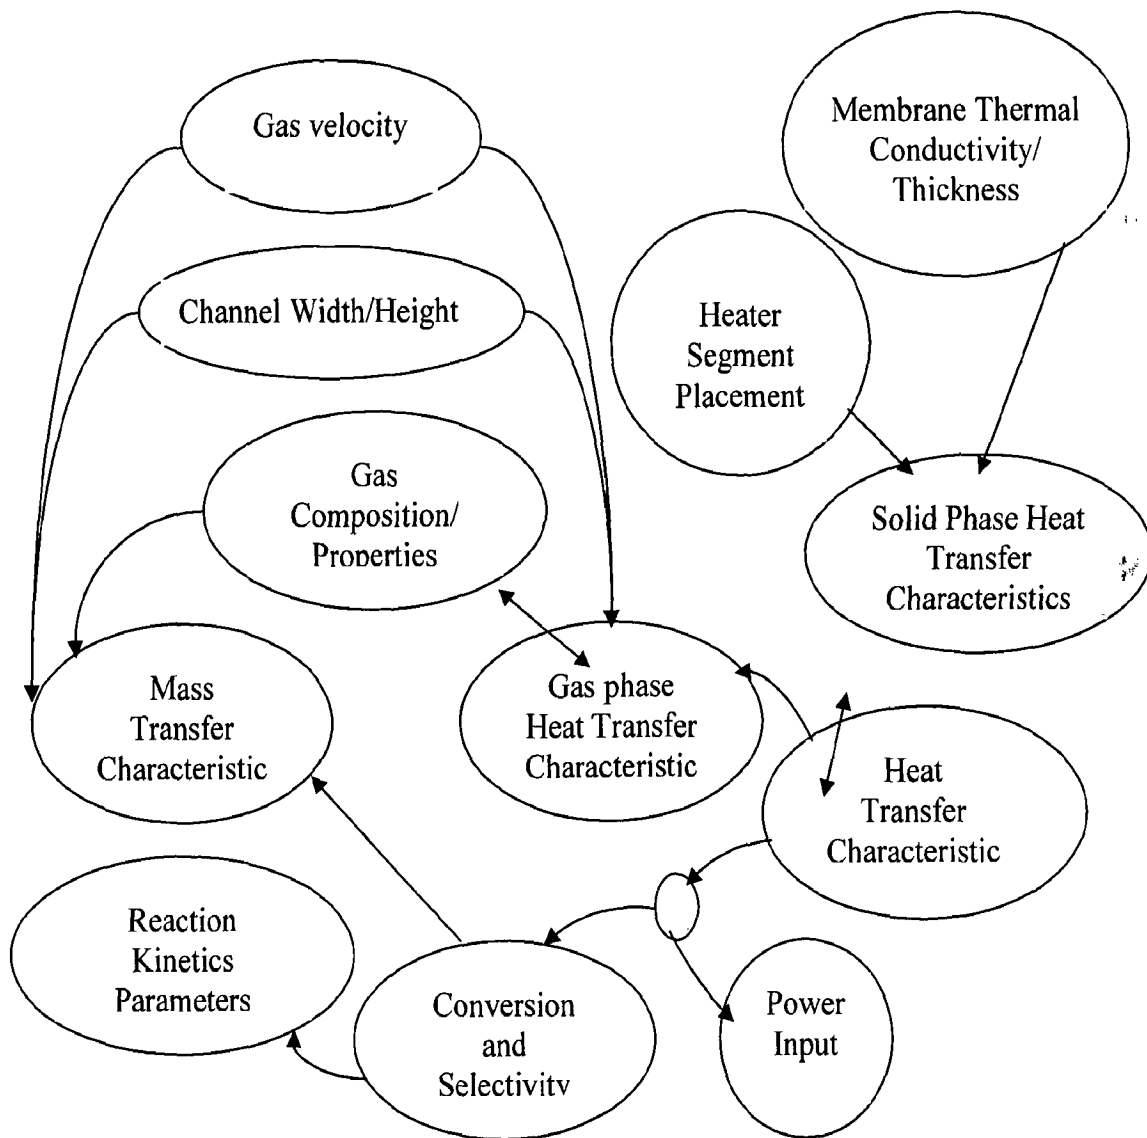 Gas velocity
Membrane Thermal
Conductivity/
Thickness
Channel Width/Height
Heater
Segment
Placement
Gas
Composition/
Properties
Solid Phase Heat
Transfer
Characteristics
Mass
Transfer
Characteristic
Gas phase
Heat Transfer
Characteristic
Heat
Transfer
Characteristic
Reaction
Kinetics
Parameters
Conversion
and
Selectivity
Power
Input